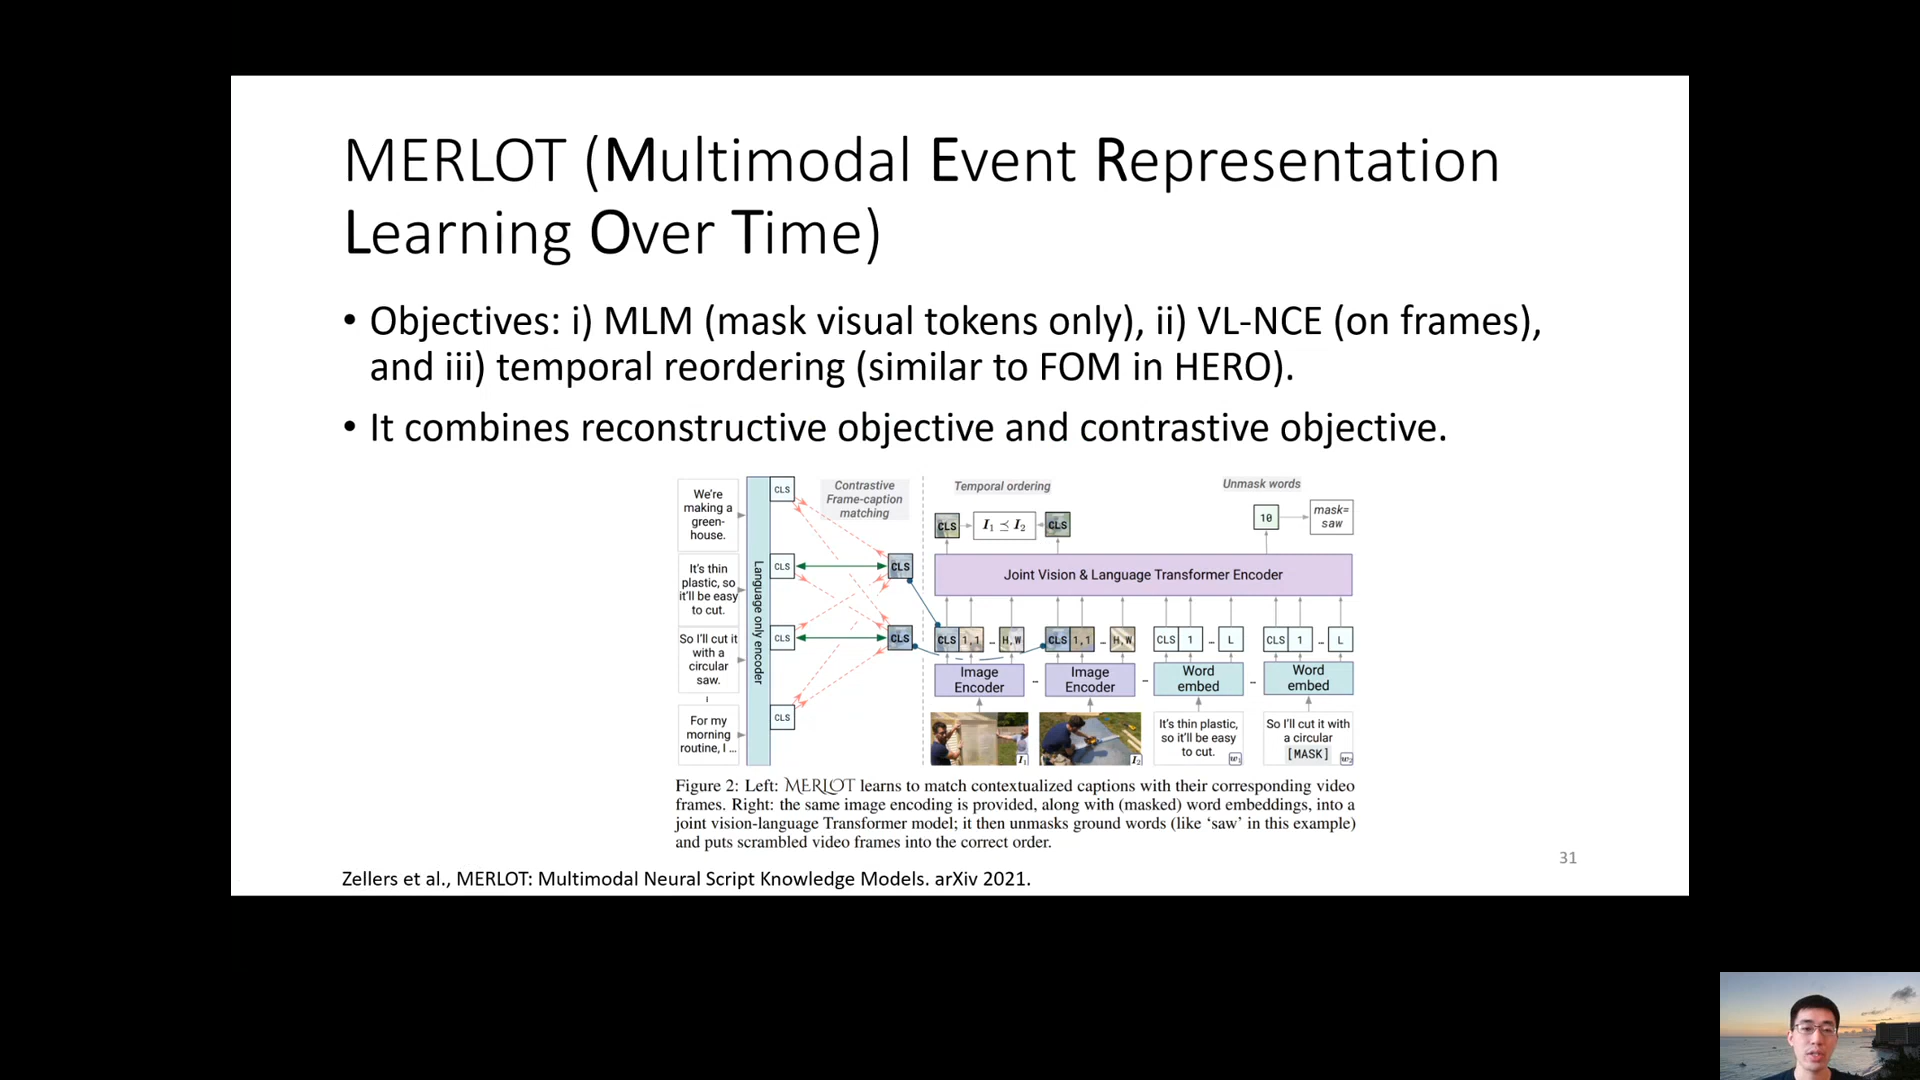 MERLOT (Multimodal Event Representation
Learning Over Time)
• Objectives: i) MLM (mask visual tokens only), ii) VL-NCE (on frames),
and iii) temporal reordering (similar to FOM in HERO).
• It combines reconstructive objective and contrastive objective.
We're
making a
green-
house.
It's thin
plastic, so
it'll be easy
to cut.
So I'll cut it
with a
circular
saw.
For my
morning
routine, I ...
Language only encoder
CLS
CLS
CLS
CLS
Contrastive
Frame-caption
matching
CLS
CLS
Temporal ordering
Unmask words
CLS
I₁ ⪯ I₂
CLS
10
mask=
saw
Joint Vision & Language Transformer Encoder
CLS 1,1 ... H,W
CLS 1,1 ... H,W
CLS 1 ... L
CLS 1 ... L
Image
Encoder
...
Image
Encoder
...
Word
embed
...
Word
embed
I₁
I₂
It's thin plastic,
so it'll be easy
to cut.
w₁
So I'll cut it with
a circular
[MASK]
w₂
Figure 2: Left: MERLOT learns to match contextualized captions with their corresponding video
frames. Right: the same image encoding is provided, along with (masked) word embeddings, into a
joint vision-language Transformer model; it then unmasks ground words (like ‘saw’ in this example)
and puts scrambled video frames into the correct order.
31
Zellers et al., MERLOT: Multimodal Neural Script Knowledge Models. arXiv 2021.